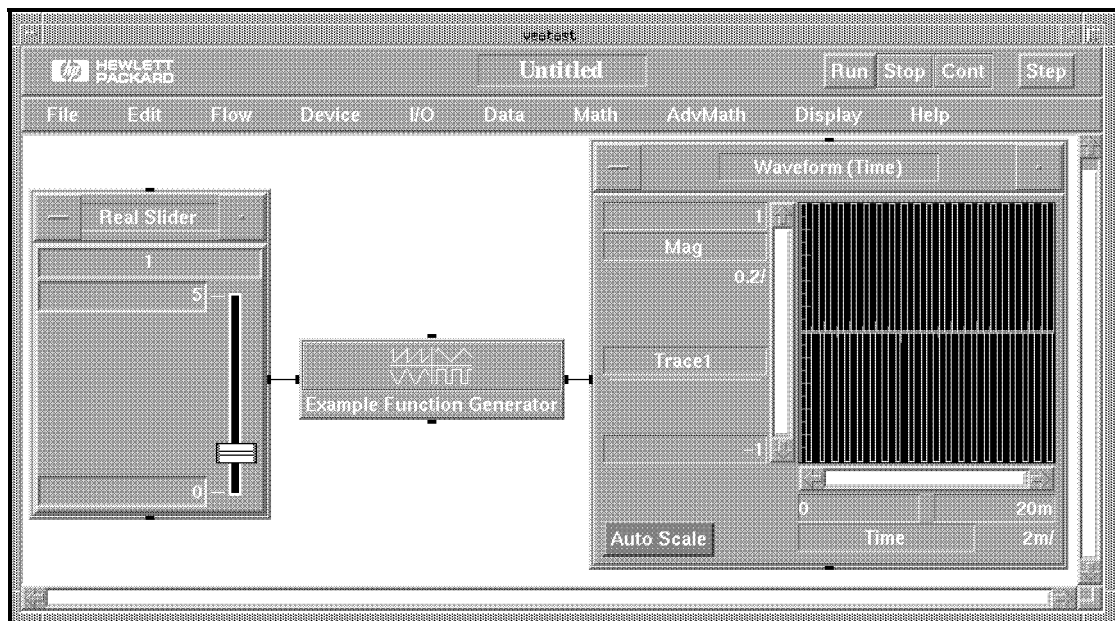 veetest
hp HEWLETT PACKARD
Untitled
Run Stop Cont Step
File Edit Flow Device I/O Data Math AdvMath Display Help
Real Slider
1
5
0
Example Function Generator
Waveform (Time)
1
Mag
0.2/
Trace1
-1
0 20m
Auto Scale Time 2m/